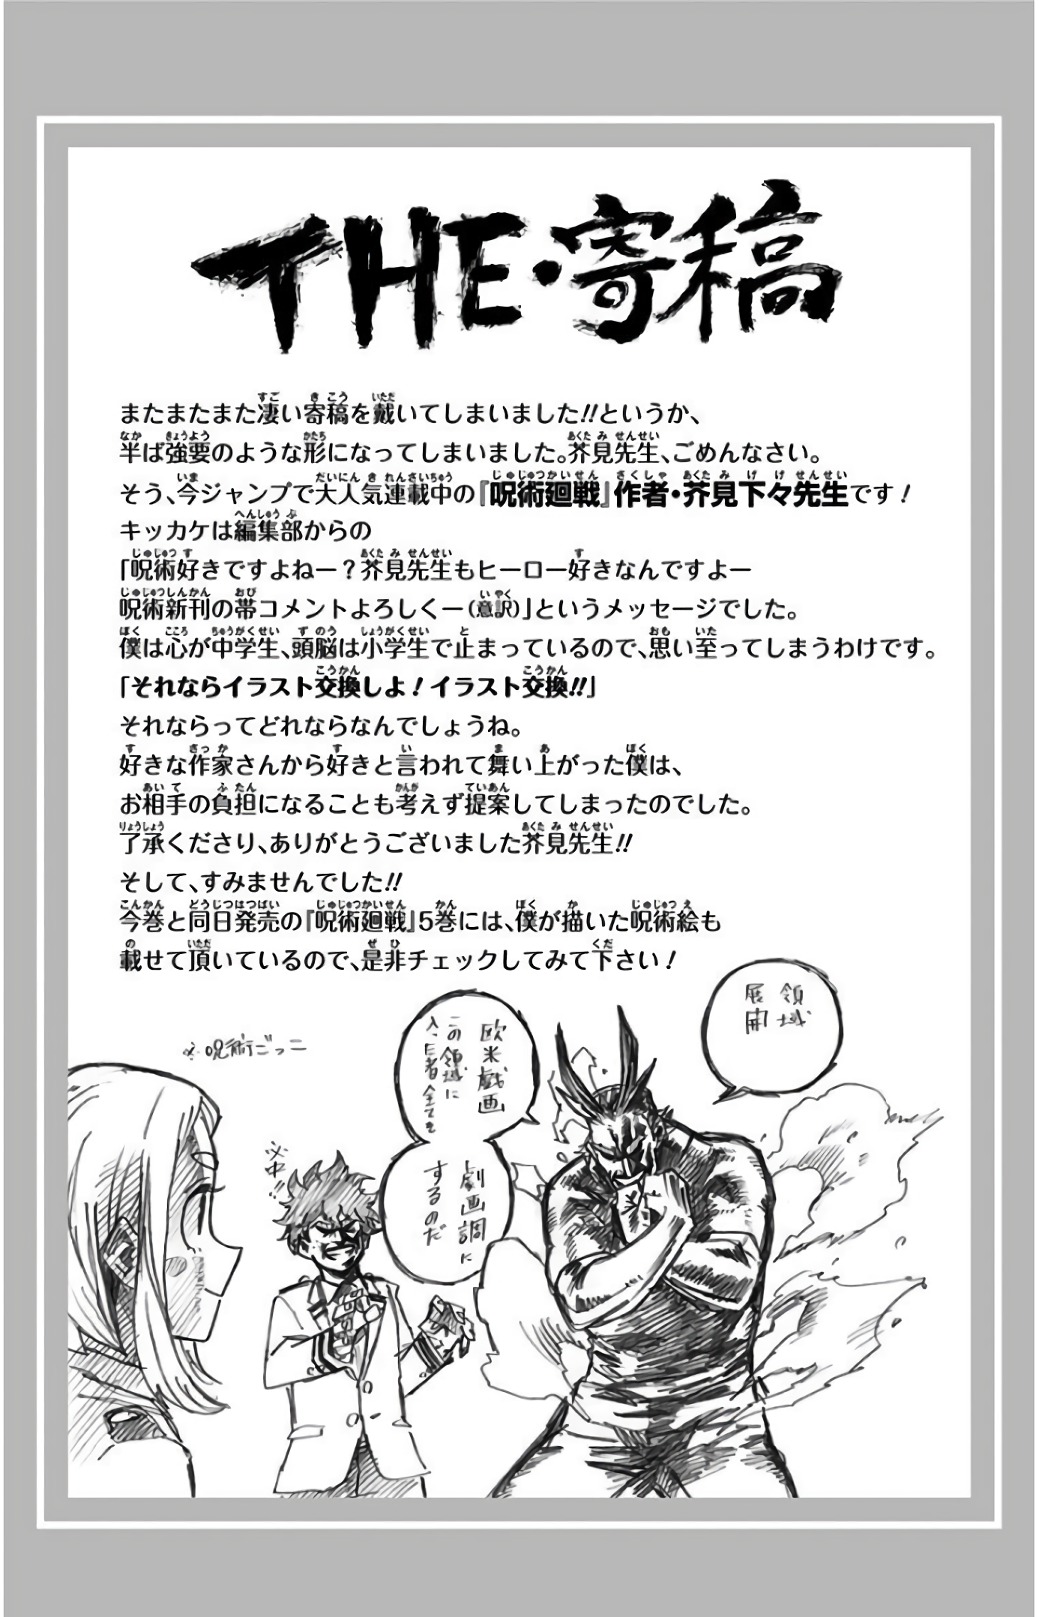 THE・寄稿
またまたまた凄い寄稿を戴いてしまいました!!というか、
半ば強要のような形になってしまいました。芥見先生、ごめんなさい。
そう、今ジャンプで大人気連載中の『呪術廻戦』作者・芥見下々先生です!
キッカケは編集部からの
「呪術好きですよねー?芥見先生もヒーロー好きなんですよー
呪術新刊の帯コメントよろしくー(意訳)」というメッセージでした。
僕は心が中学生、頭脳は小学生で止まっているので、思い至ってしまうわけです。
「それならイラスト交換しよ!イラスト交換!!」
それならってどれならなんでしょうね。
好きな作家さんから好きと言われて舞い上がった僕は、
お相手の負担になることも考えず提案してしまったのでした。
了承くださり、ありがとうございました芥見先生!!
そして、すみませんでした!!
今巻と同日発売の『呪術廻戦』5巻には、僕が描いた呪術絵も
載せて頂いているので、是非チェックしてみて下さい!
領域
展開
欧米戯画
この領域に
入った者全てを
劇画調に
するのだ
※呪術ごっこ
必中!!